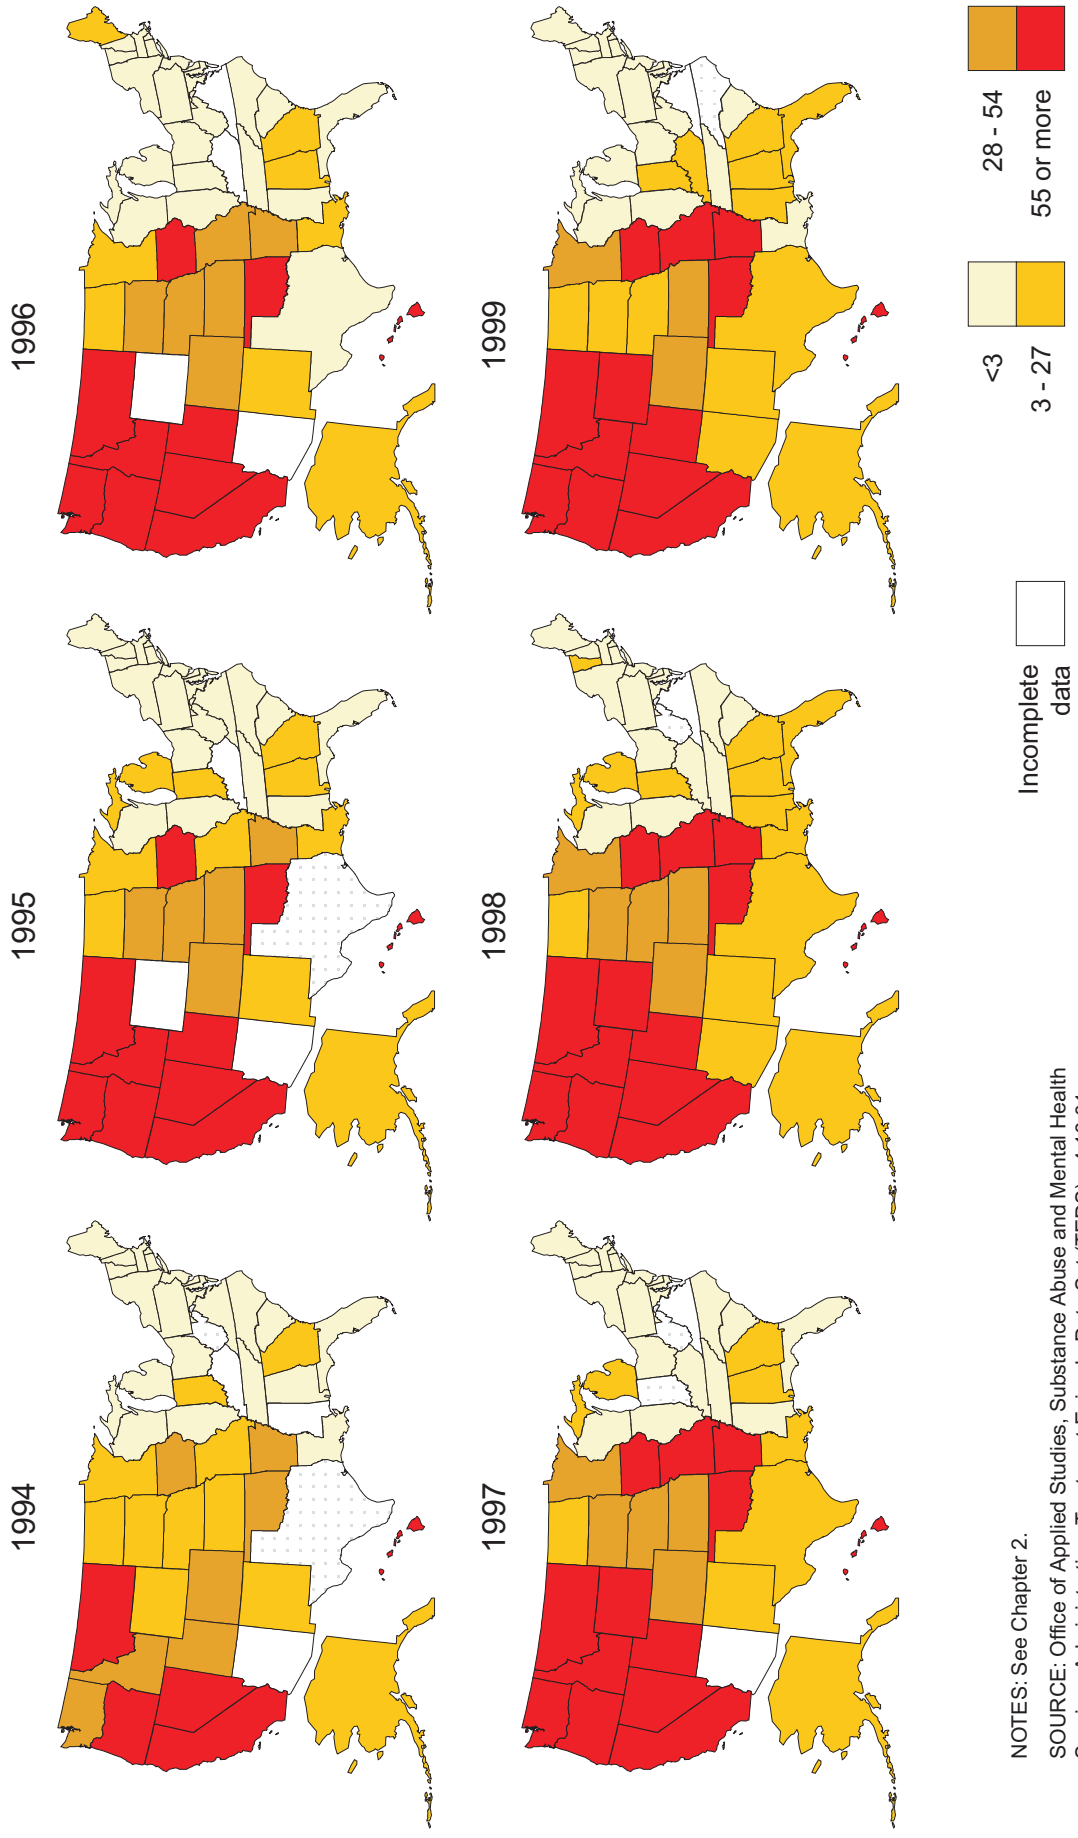 1994
1995
1996
1997
1998
1999
Incomplete
data
<3
3 - 27
28 - 54
55 or more
NOTES: See Chapter 2.
SOURCE: Office of Applied Studies, Substance Abuse and Mental Health